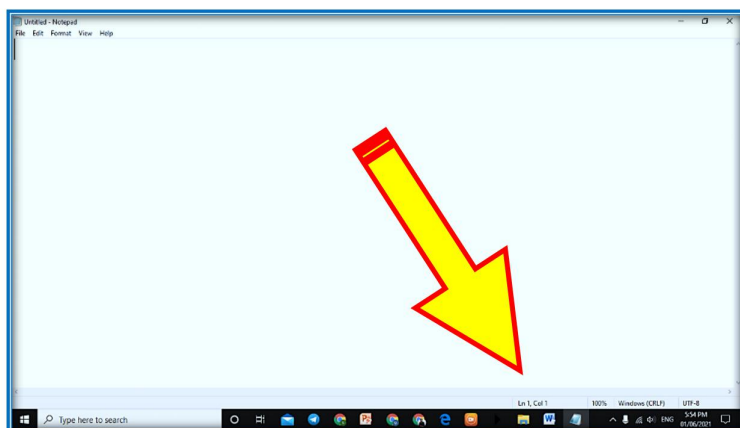 Untitled - Notepad
File Edit Format View Help
Ln 1, Col 1 100% Windows (CRLF) UTF-8
Type here to search
ENG
5:54 PM
01/06/2021